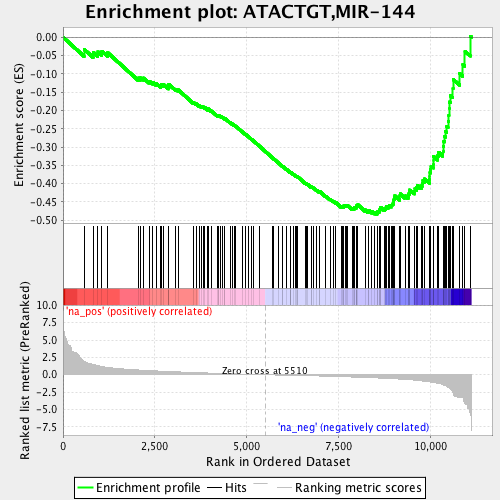 Enrichment plot: ATACTGT,MIR-144
Enrichment score (ES)
0.00
-0.05
-0.10
-0.15
-0.20
-0.25
-0.30
-0.35
-0.40
-0.45
-0.50
Ranked list metric (PreRanked)
10.0
7.5
5.0
2.5
0.0
-2.5
-5.0
-7.5
'na_pos' (positively correlated)
Zero cross at 5510
'na_neg' (negatively correlated)
0
2,500
5,000
7,500
10,000
Rank in Ordered Dataset
Enrichment profile
Hits
Ranking metric scores